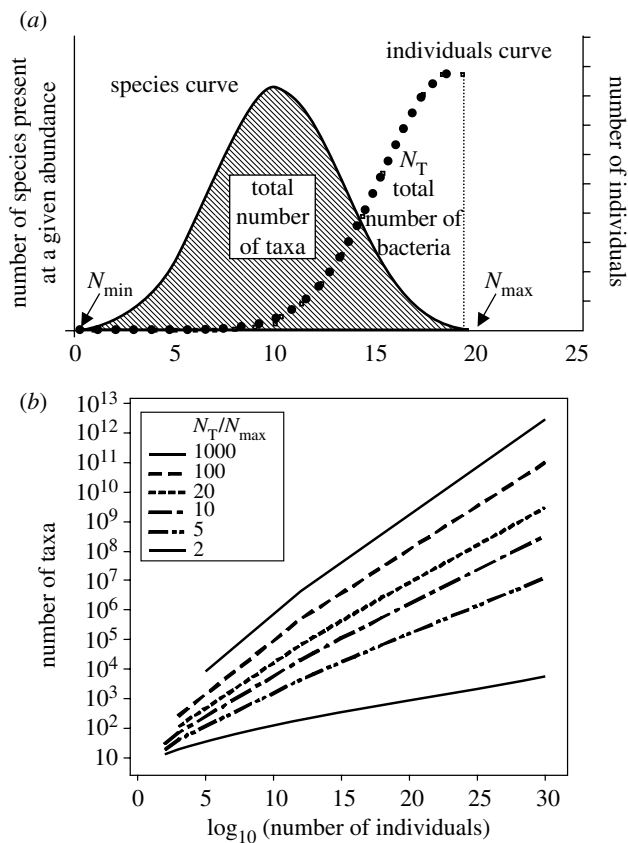 (a)
individuals curve
species curve
number of species present
at a given abundance
number of individuals
N_T
total
number of
bacteria
total
number
of taxa
N_min
N_max
0 5 10 15 20 25
(b)
10^13
10^12
10^11
10^10
10^9
10^8
10^7
10^6
10^5
10^4
10^3
10^2
10
number of taxa
N_T/N_max
1000
100
20
10
5
2
0 5 10 15 20 25 30
log_10 (number of individuals)